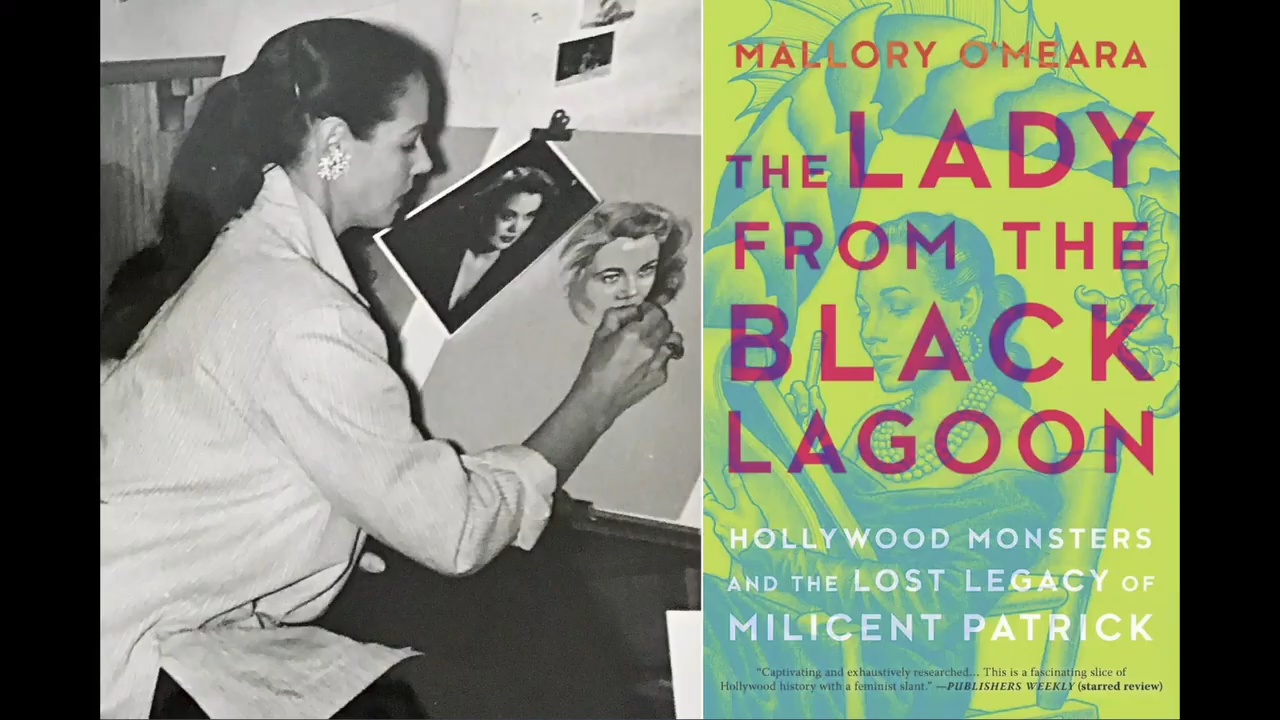 MALLORY O'MEARA
THE LADY
FROM THE
BLACK
LAGOON
HOLLYWOOD MONSTERS
AND THE LOST LEGACY OF
MILICENT PATRICK
“Captivating and exhaustively researched... This is a fascinating slice of
Hollywood history with a feminist slant.” —PUBLISHERS WEEKLY (starred review)